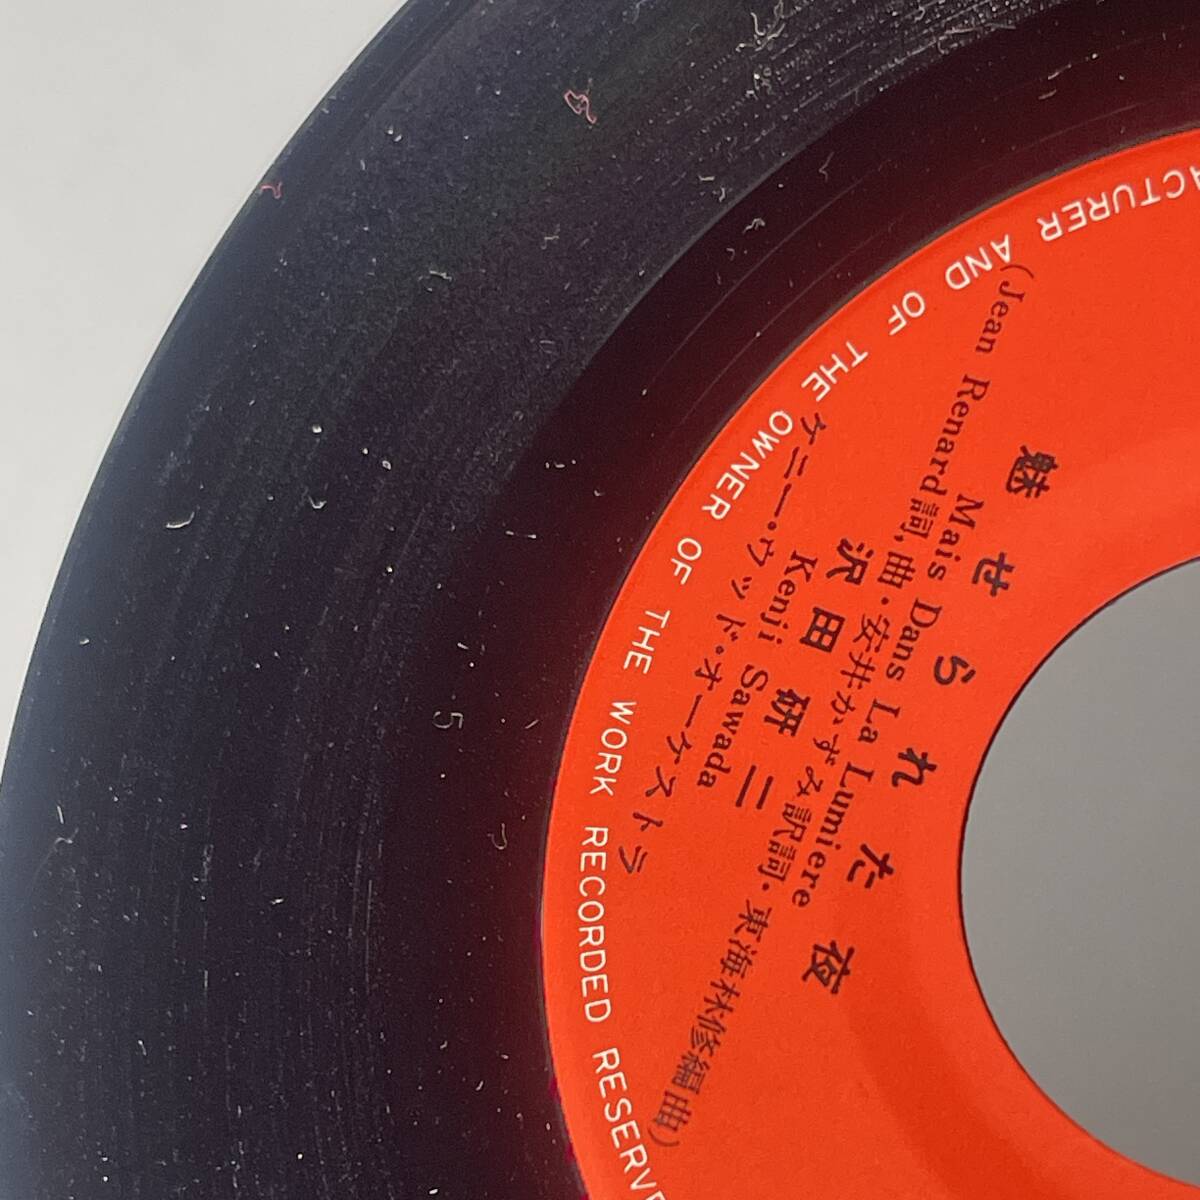 ACTURER AND OF THE OWNER OF THE WORK RECORDED RESERVE
魅せられた夜
Mais Dans La Lumiere
(Jean Renard詞,曲・安井かずみ訳詞・東海林修編曲)
沢田研二
Kenji Sawada
ケニー・ウッド・オーケストラ
5